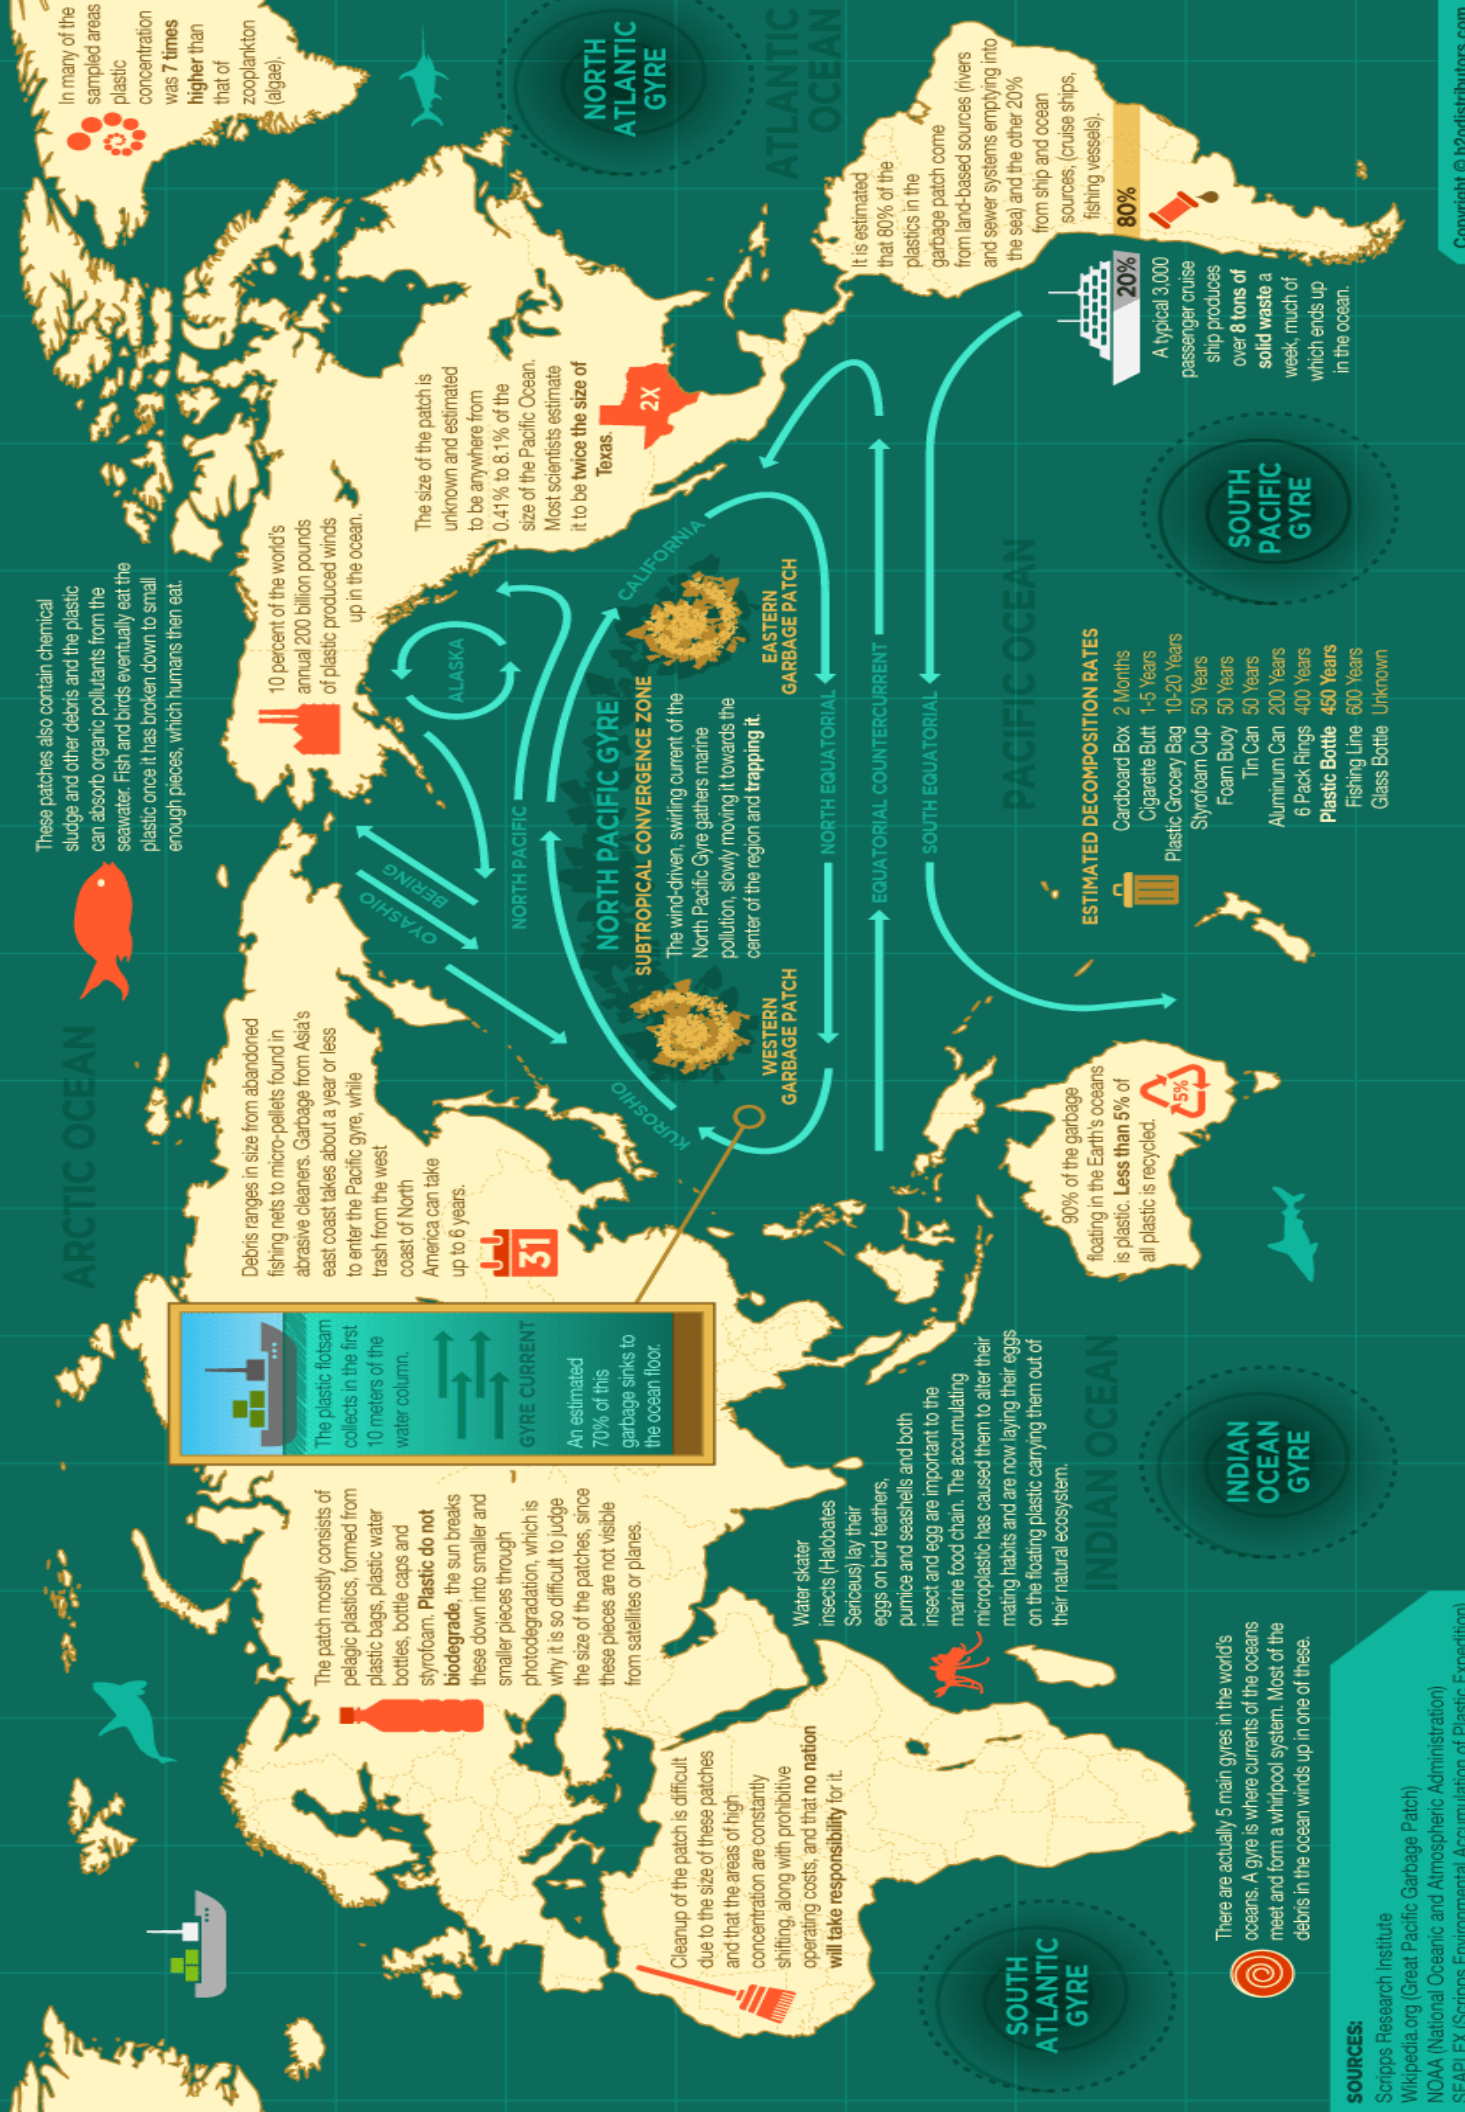 ARCTIC OCEAN
These patches also contain chemical
sludge and other debris and the plastic
can absorb organic pollutants from the
seawater. Fish and birds eventually eat the
plastic once it has broken down to small
enough pieces, which humans then eat.
In many of the
sampled areas
plastic
concentration
was 7 times
higher than
that of
zooplankton
(algae).
The patch mostly consists of
pelagic plastics, formed from
plastic bags, plastic water
bottles, bottle caps and
styrofoam. Plastic do not
biodegrade, the sun breaks
these down into smaller and
smaller pieces through
photodegradation, which is
why it is so difficult to judge
the size of the patches, since
these pieces are not visible
from satellites or planes.
The plastic flotsam
collects in the first
10 meters of the
water column.
GYRE CURRENT
An estimated
70% of this
garbage sinks to
the ocean floor.
Debris ranges in size from abandoned
fishing nets to micro-pellets found in
abrasive cleaners. Garbage from Asia's
east coast takes about a year or less
to enter the Pacific gyre, while
trash from the west
coast of North
America can take
up to 6 years.
31
10 percent of the world's
annual 200 billion pounds
of plastic produced winds
up in the ocean.
The size of the patch is
unknown and estimated
to be anywhere from
0.41% to 8.1% of the
size of the Pacific Ocean.
Most scientists estimate
it to be twice the size of
Texas.
2X
OYASHIO
BERING
ALASKA
NORTH PACIFIC
KUROSHIO
CALIFORNIA
NORTH PACIFIC GYRE
SUBTROPICAL CONVERGENCE ZONE
The wind-driven, swirling current of the
North Pacific Gyre gathers marine
pollution, slowly moving it towards the
center of the region and trapping it.
WESTERN
GARBAGE PATCH
EASTERN
GARBAGE PATCH
NORTH EQUATORIAL
EQUATORIAL COUNTERCURRENT
SOUTH EQUATORIAL
NORTH
ATLANTIC
GYRE
ATLANTIC
OCEAN
Cleanup of the patch is difficult
due to the size of these patches
and that the areas of high
concentration are constantly
shifting, along with prohibitive
operating costs, and that no nation
will take responsibility for it.
Water skater
insects (Halobates
Sericeus) lay their
eggs on bird feathers,
pumice and seashells and both
insect and egg are important to the
marine food chain. The accumulating
microplastic has caused them to alter their
mating habits and are now laying their eggs
on the floating plastic carrying them out of
their natural ecosystem.
It is estimated
that 80% of the
plastics in the
garbage patch come
from land-based sources (rivers
and sewer systems emptying into
the sea) and the other 20%
from ship and ocean
sources, (cruise ships,
fishing vessels).
20%
80%
A typical 3,000
passenger cruise
ship produces
over 8 tons of
solid waste a
week, much of
which ends up
in the ocean.
PACIFIC OCEAN
INDIAN OCEAN
90% of the garbage
floating in the Earth's oceans
is plastic. Less than 5% of
all plastic is recycled.
5%
ESTIMATED DECOMPOSITION RATES
Cardboard Box 2 Months
Cigarette Butt 1-5 Years
Plastic Grocery Bag 10-20 Years
Styrofoam Cup 50 Years
Foam Buoy 50 Years
Tin Can 50 Years
Aluminum Can 200 Years
6 Pack Rings 400 Years
Plastic Bottle 450 Years
Fishing Line 600 Years
Glass Bottle Unknown
SOUTH
ATLANTIC
GYRE
INDIAN
OCEAN
GYRE
SOUTH
PACIFIC
GYRE
There are actually 5 main gyres in the world's
oceans. A gyre is where currents of the oceans
meet and form a whirlpool system. Most of the
debris in the ocean winds up in one of these.
SOURCES:
Scripps Research Institute
Wikipedia.org (Great Pacific Garbage Patch)
NOAA (National Oceanic and Atmospheric Administration)
SEAPLEX (Scripps Environmental Accumulation of Plastic Expedition)
Copyright © h2odistributors.com